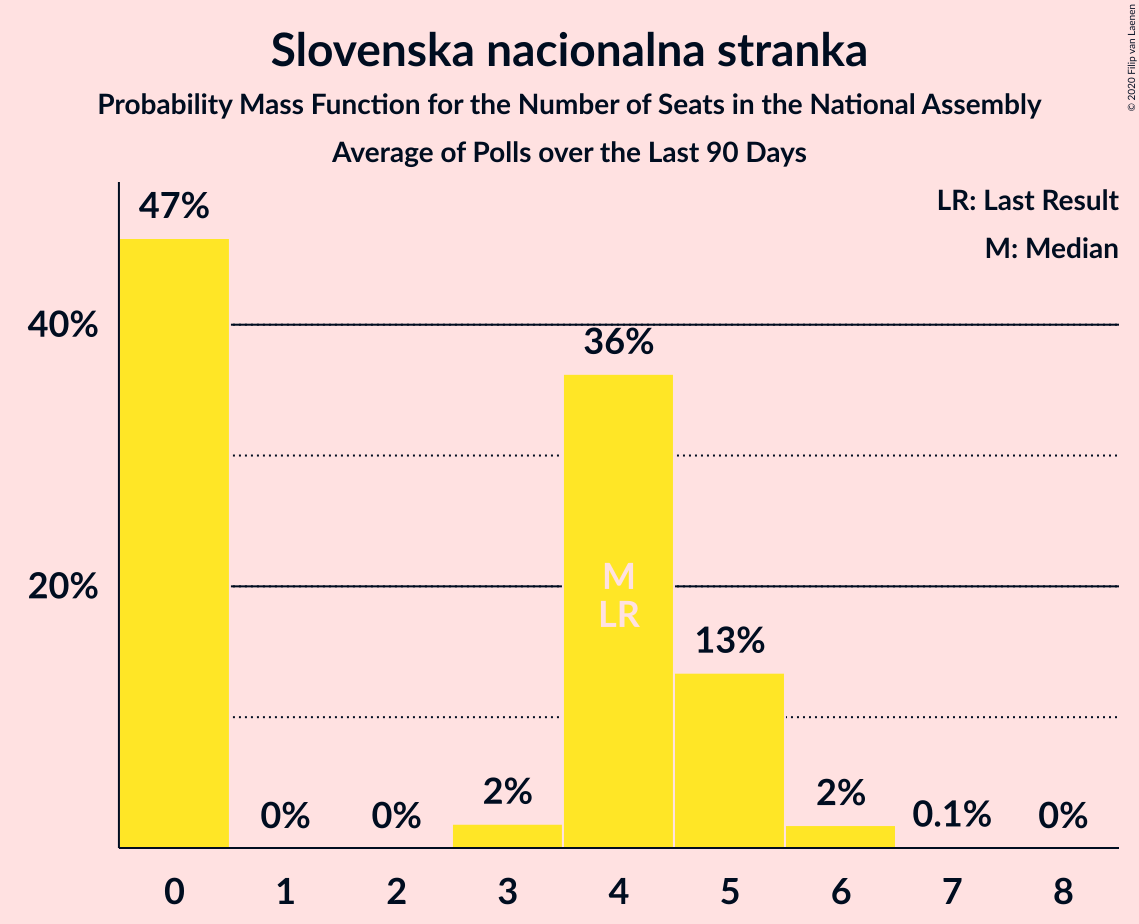 Slovenska nacionalna stranka
Probability Mass Function for the Number of Seats in the National Assembly
Average of Polls over the Last 90 Days
© 2020 Filip van Laenen
LR: Last Result
M: Median
47%
40%
36%
20%
M
LR
13%
0%
0%
2%
2%
0.1%
0%
0 1 2 3 4 5 6 7 8